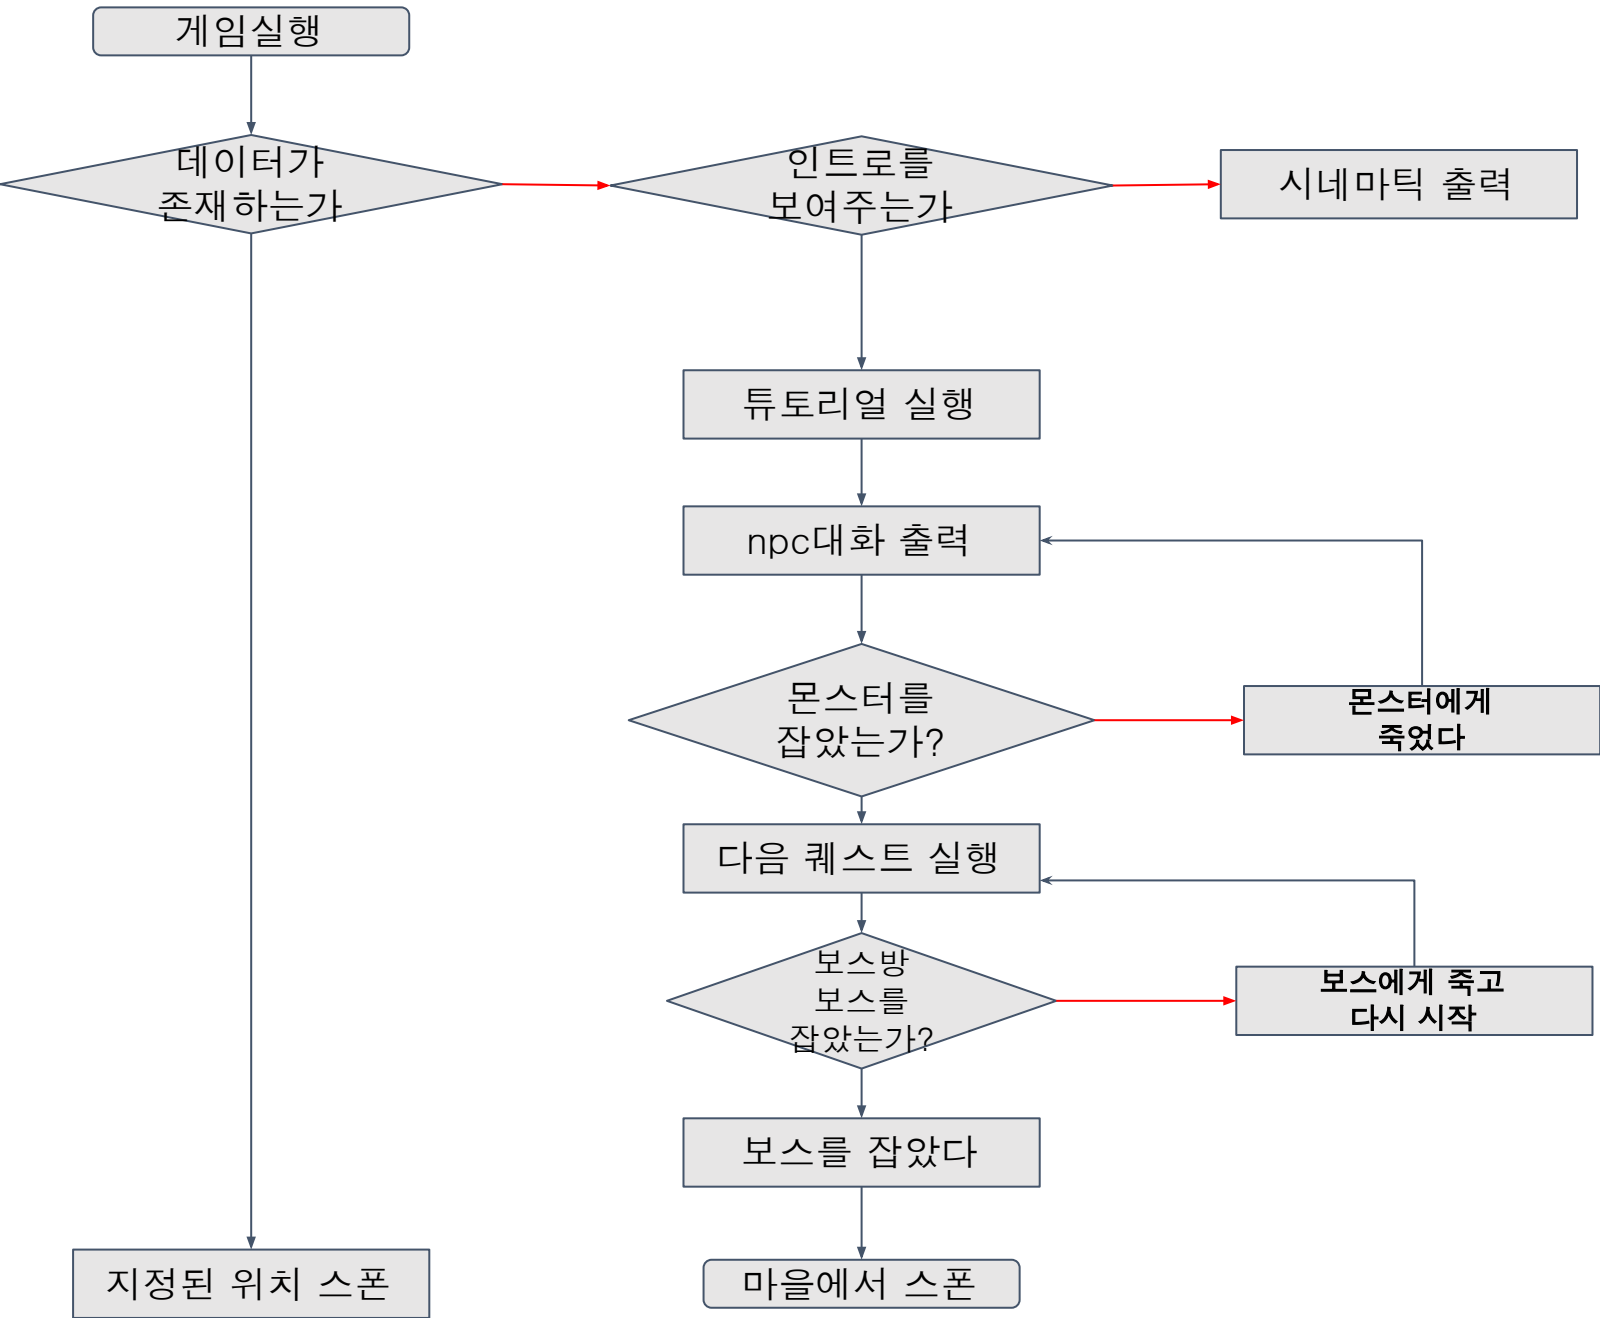 게임실행
데이터가
존재하는가
인트로를
보여주는가
시네마틱 출력
튜토리얼 실행
npc대화 출력
몬스터를
잡았는가?
몬스터에게
죽었다
다음 퀘스트 실행
보스방
보스를
잡았는가?
보스에게 죽고
다시 시작
보스를 잡았다
지정된 위치 스폰
마을에서 스폰